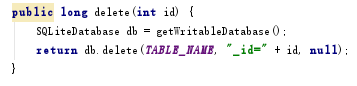 public long delete(int id) {
    SQLiteDatabase db = getWritableDatabase();
    return db.delete(TABLE_NAME, "_id=" + id, null);
}